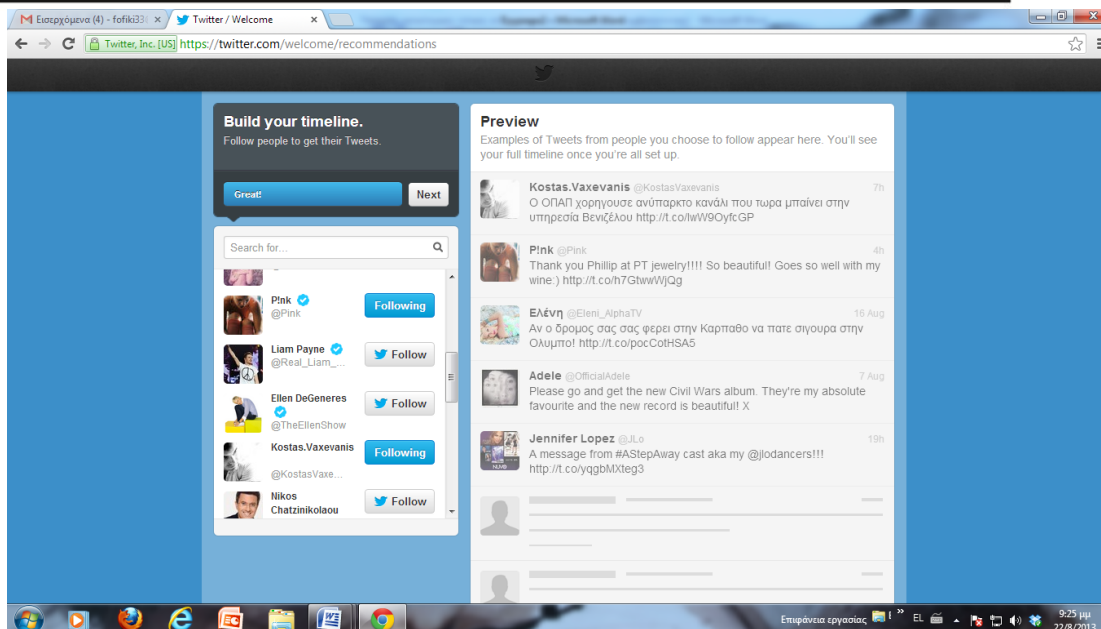 Εισερχόμενα (4) - fofiki33
Twitter / Welcome
Twitter, Inc. [US] https://twitter.com/welcome/recommendations
Build your timeline.
Follow people to get their Tweets.
Great!
Next
Search for...
P!nk
@Pink
Following
Liam Payne
@Real_Liam_...
Follow
Ellen DeGeneres
@TheEllenShow
Follow
Kostas.Vaxevanis
@KostasVaxe...
Following
Nikos
Chatzinikolaou
Follow
Preview
Examples of Tweets from people you choose to follow appear here. You'll see
your full timeline once you're all set up.
Kostas.Vaxevanis @KostasVaxevanis 7h
Ο ΟΠΑΠ χορηγουσε ανύπαρκτο κανάλι που τωρα μπαίνει στην
υπηρεσία Βενιζέλου http://t.co/lwW9OyfcGP
P!nk @Pink 4h
Thank you Phillip at PT jewelry!!!! So beautiful! Goes so well with my
wine:) http://t.co/h7GtwwWjQg
Ελένη @Eleni_AlphaTV 16 Aug
Αν ο δρομος σας σας φερει στην Καρπαθο να πατε σιγουρα στην
Ολυμπο! http://t.co/pocCotHSA5
Adele @OfficialAdele 7 Aug
Please go and get the new Civil Wars album. They're my absolute
favourite and the new record is beautiful! X
Jennifer Lopez @JLo 19h
A message from #AStepAway cast aka my @jlodancers!!!
http://t.co/yqgbMXteg3
Επιφάνεια εργασίας
EL
9:25 μμ
22/8/2013